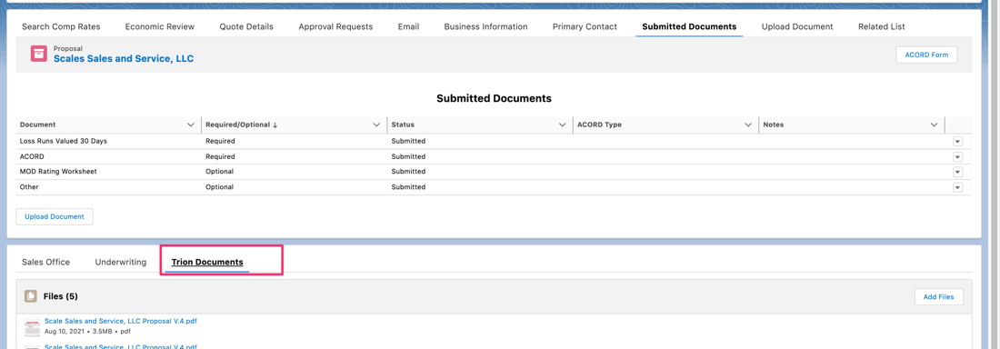 Search Comp Rates Economic Review Quote Details Approval Requests Email Business Information Primary Contact Submitted Documents Upload Document Related List
Proposal
Scales Sales and Service, LLC
ACORD Form
Submitted Documents
Document Required/Optional ↓ Status ACORD Type Notes
Loss Runs Valued 30 Days Required Submitted
ACORD Required Submitted
MOD Rating Worksheet Optional Submitted
Other Optional Submitted
Upload Document
Sales Office Underwriting Trion Documents
Files (5)
Add Files
Scale Sales and Service, LLC Proposal V.4.pdf
Aug 10, 2021 • 3.5MB • pdf
Scale Sales and Service, LLC Proposal V.4.pdf